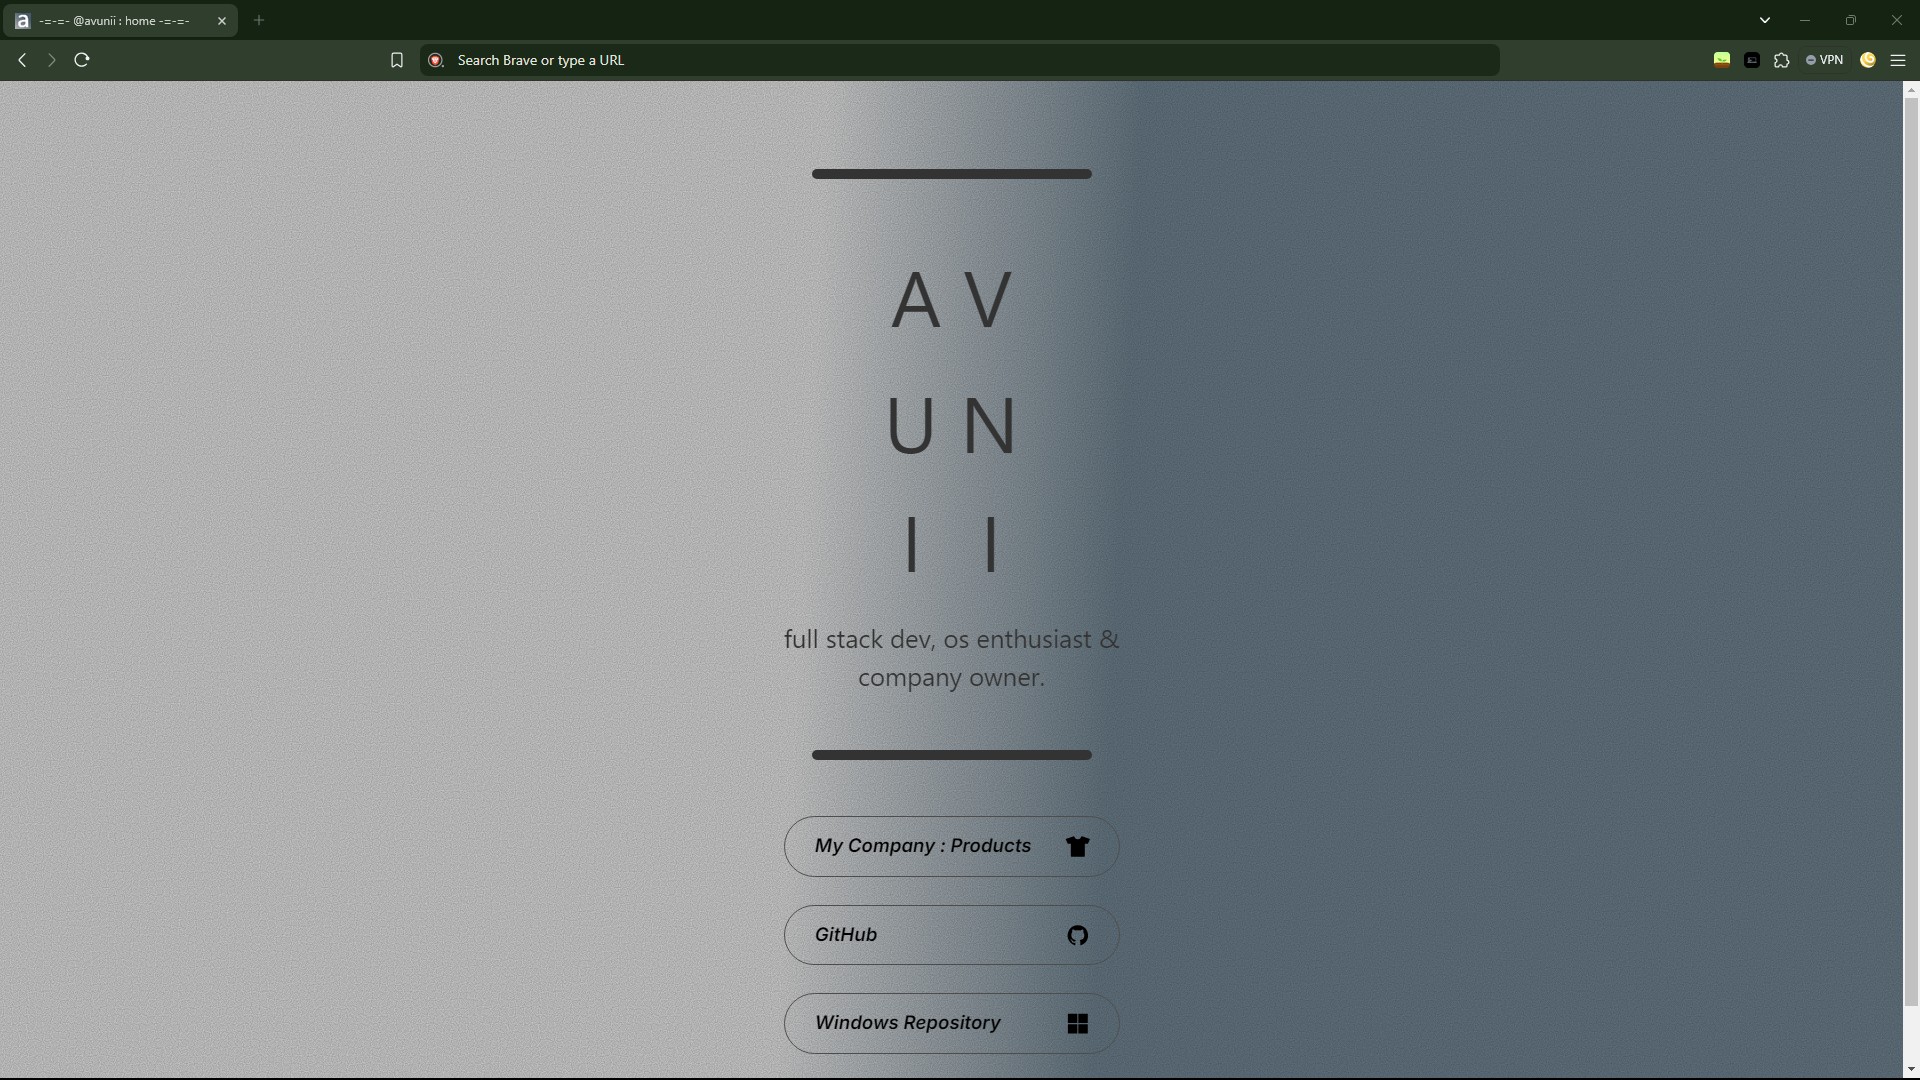 a -=-=- @avunii : home -=-=-
Search Brave or type a URL
VPN
A V
U N
I I
full stack dev, os enthusiast &
company owner.
My Company : Products
GitHub
Windows Repository